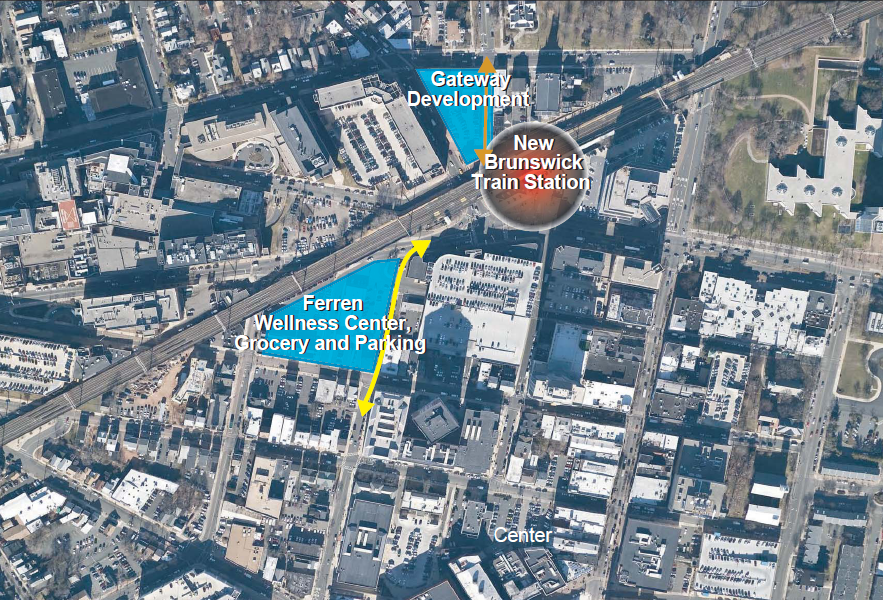 Gateway
Development
New
Brunswick
Train Station
Ferren
Wellness Center,
Grocery and Parking
Center